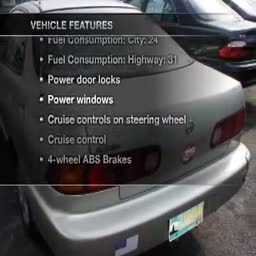 VEHICLE FEATURES
Fuel Consumption: City: 24
Fuel Consumption: Highway: 31
Power door locks
Power windows
Cruise controls on steering wheel
Cruise control
4-wheel ABS Brakes